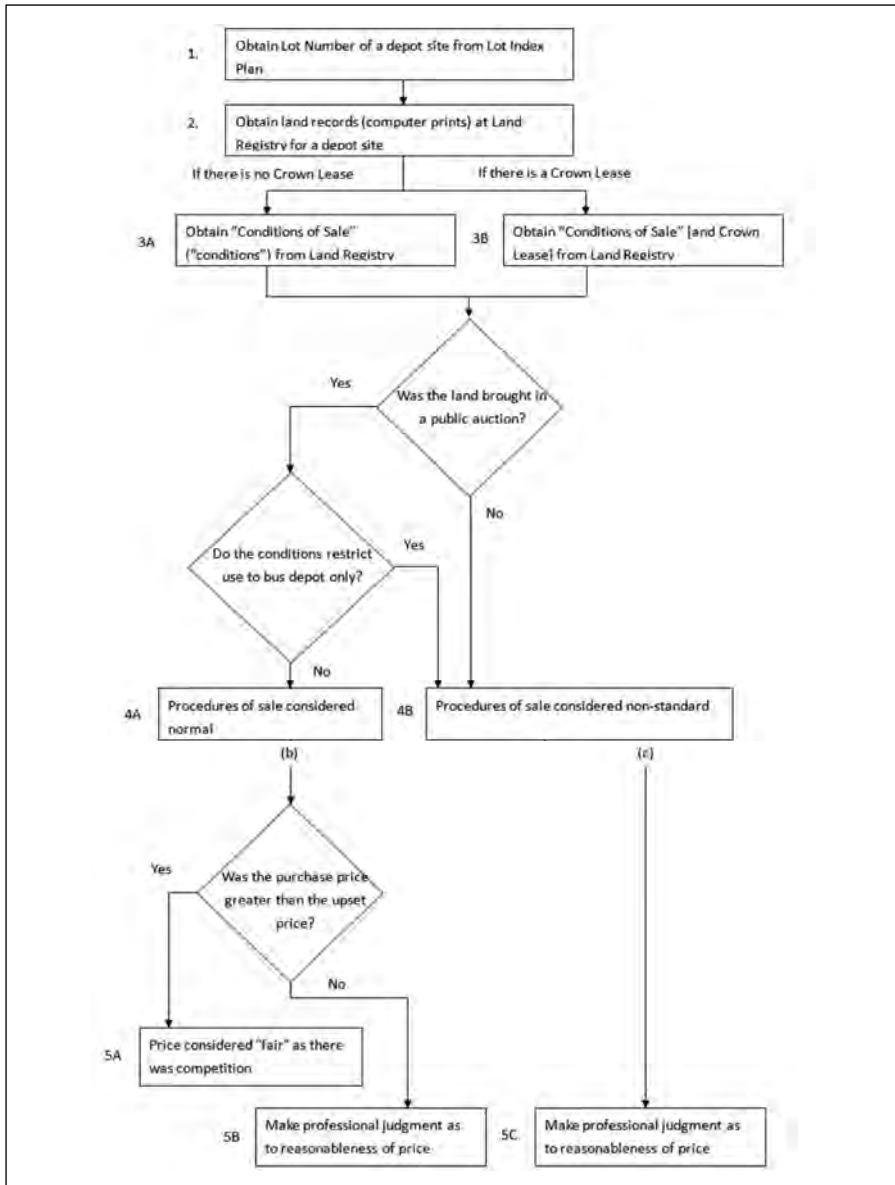 1.
Obtain Lot Number of a depot site from Lot Index
Plan
2.
Obtain land records (computer prints) at Land
Registry for a depot site
If there is no Crown Lease
If there is a Crown Lease
3A
Obtain "Conditions of Sale"
("conditions") from Land Registry
3B
Obtain "Conditions of Sale" [and Crown
Lease] from Land Registry
Was the land brought in
a public auction?
Yes
No
Do the conditions restrict
use to bus depot only?
Yes
No
4A
Procedures of sale considered
normal
4B
Procedures of sale considered non-standard
(b)
(c)
Was the purchase price
greater than the upset
price?
Yes
No
5A
Price considered "fair" as there
was competition
5B
Make professional judgment as
to reasonableness of price
5C
Make professional judgment as
to reasonableness of price